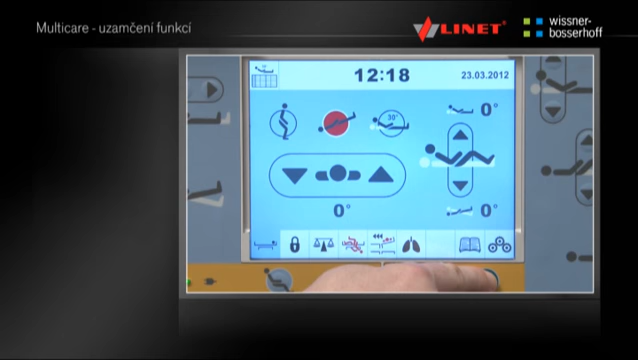 Multicare - uzamčení funkcí
LINET®
wissner-
bosserhoff
12:18
23.03.2012
30°
0°
0°
0°